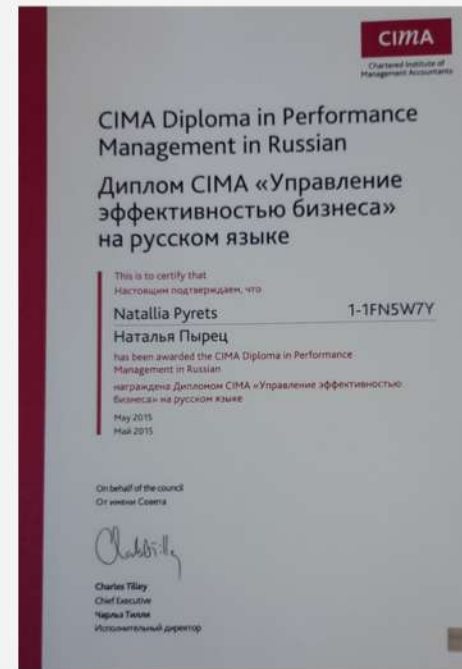 CIMA
Chartered Institute of
Management Accountants
CIMA Diploma in Performance
Management in Russian
Диплом CIMA «Управление
эффективностью бизнеса»
на русском языке
This is to certify that
Настоящим подтверждаем, что
Natallia Pyrets 1-1FN5W7Y
Наталья Пырец
has been awarded the CIMA Diploma in Performance
Management in Russian
награждена Дипломом CIMA «Управление эффективностью
бизнеса» на русском языке
May 2015
Май 2015
On behalf of the council
От имени Совета
Charles Tilley
Chief Executive
Чарльз Тилли
Исполнительный директор